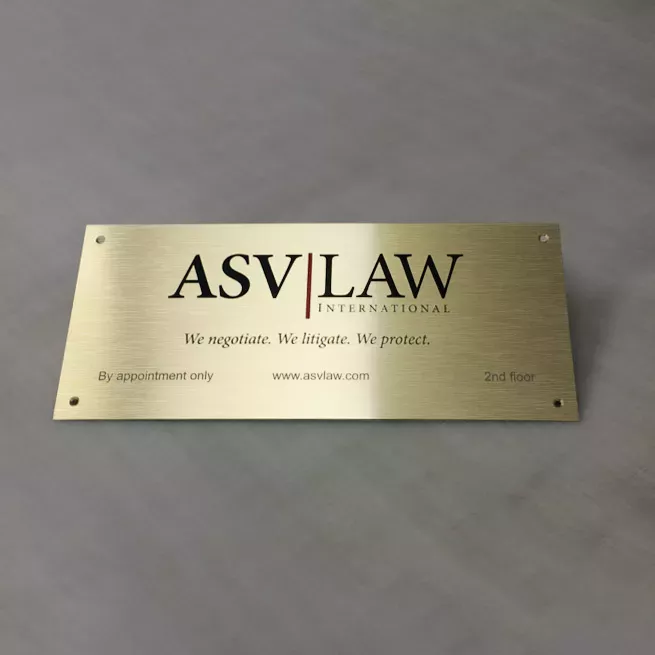 ASV|LAW
INTERNATIONAL
We negotiate. We litigate. We protect.
By appointment only www.asvlaw.com 2nd floor